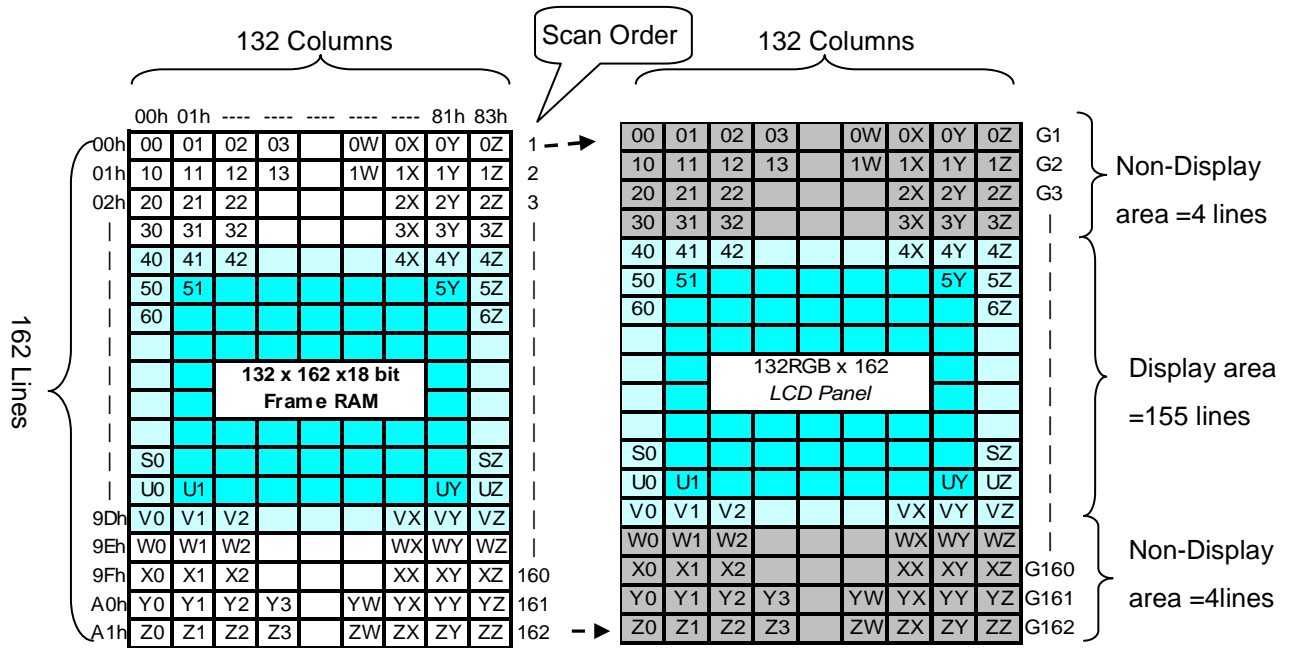 132 Columns
Scan Order
132 Columns
00h 01h ---- ---- ---- ---- ---- 81h 83h
00h 00 01 02 03 0W 0X 0Y 0Z 1
01h 10 11 12 13 1W 1X 1Y 1Z 2
02h 20 21 22 2X 2Y 2Z 3
30 31 32 3X 3Y 3Z
40 41 42 4X 4Y 4Z
50 51 5Y 5Z
60 6Z
132 x 162 x18 bit
Frame RAM
S0 SZ
U0 U1 UY UZ
9Dh V0 V1 V2 VX VY VZ
9Eh W0 W1 W2 WX WY WZ
9Fh X0 X1 X2 XX XY XZ 160
A0h Y0 Y1 Y2 Y3 YW YX YY YZ 161
A1h Z0 Z1 Z2 Z3 ZW ZX ZY ZZ 162
162 Lines
00 01 02 03 0W 0X 0Y 0Z G1
10 11 12 13 1W 1X 1Y 1Z G2
20 21 22 2X 2Y 2Z G3
30 31 32 3X 3Y 3Z
40 41 42 4X 4Y 4Z
50 51 5Y 5Z
60 6Z
132RGB x 162
LCD Panel
S0 SZ
U0 U1 UY UZ
V0 V1 V2 VX VY VZ
W0 W1 W2 WX WY WZ
X0 X1 X2 XX XY XZ G160
Y0 Y1 Y2 Y3 YW YX YY YZ G161
Z0 Z1 Z2 Z3 ZW ZX ZY ZZ G162
Non-Display
area =4 lines
Display area
=155 lines
Non-Display
area =4lines